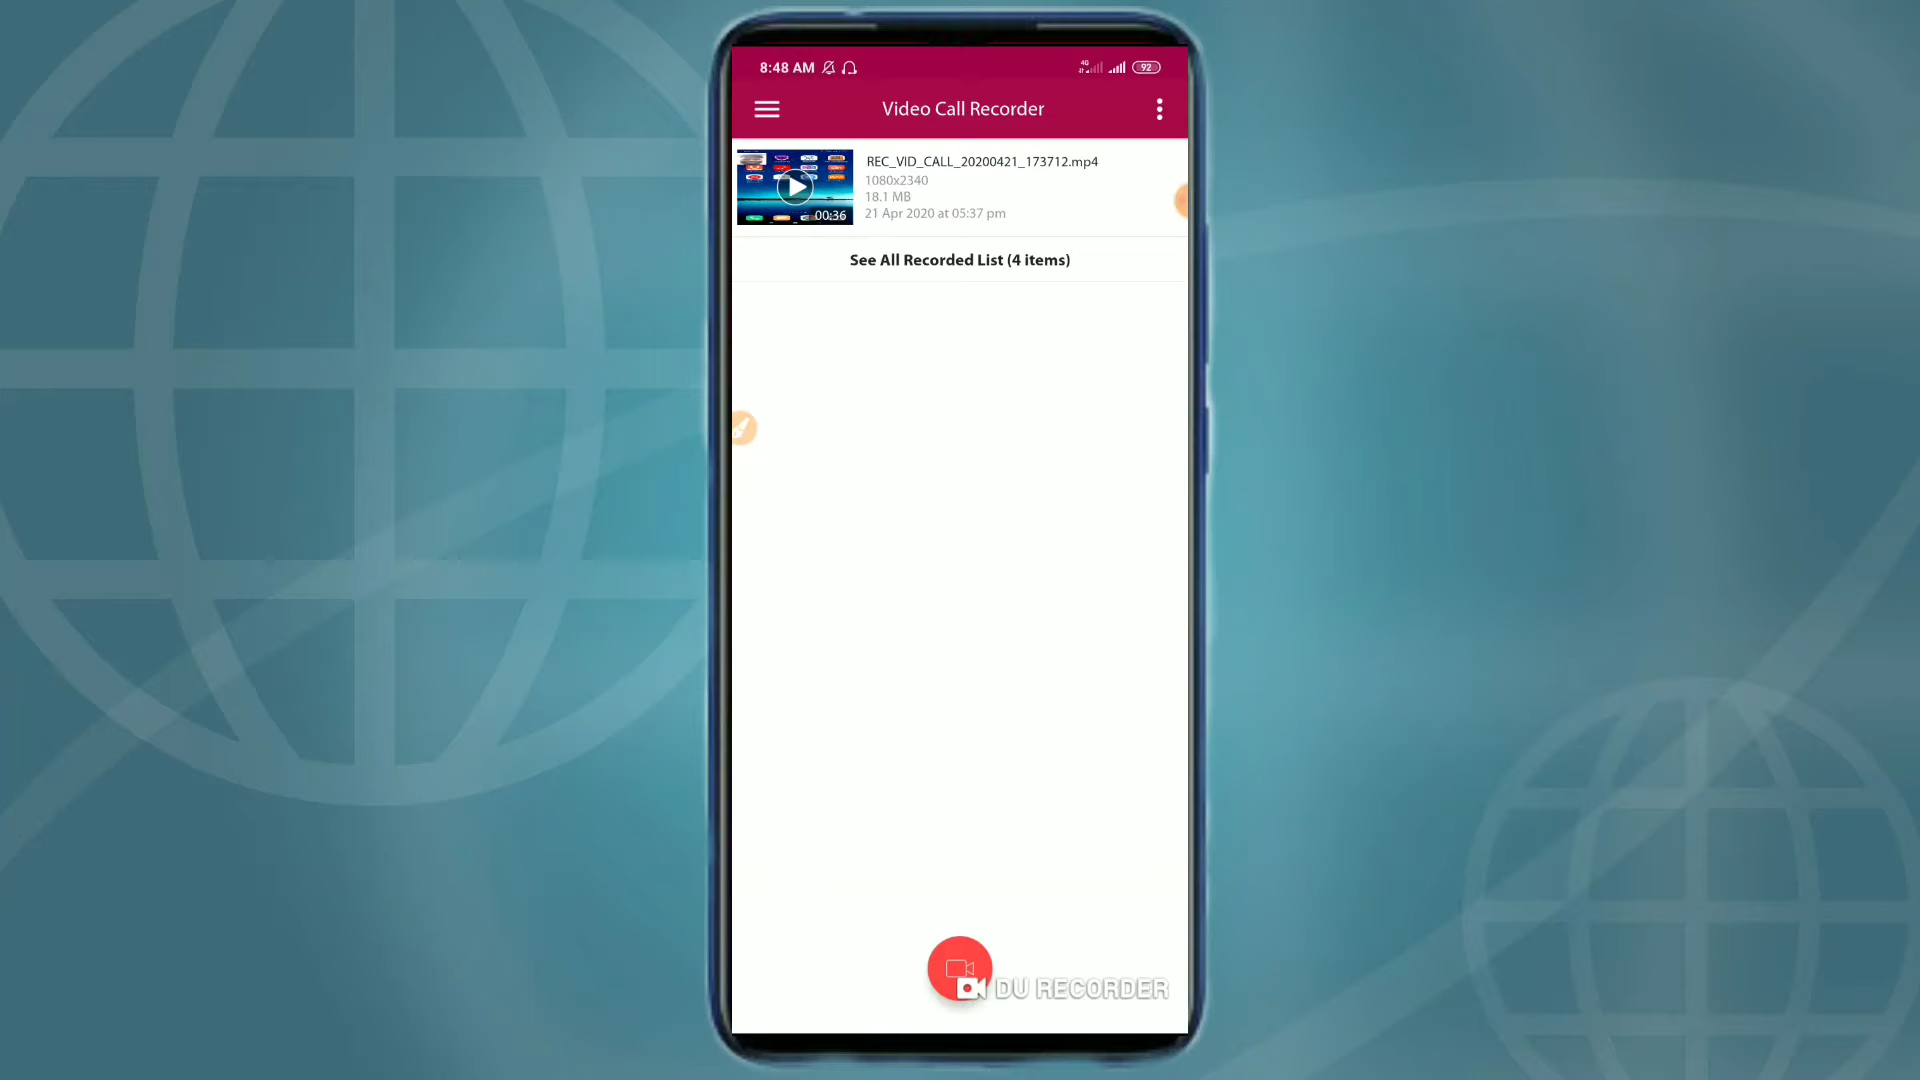 8:48 AM
4G
92
Video Call Recorder
REC_VID_CALL_20200421_173712.mp4
1080x2340
18.1 MB
00:36
21 Apr 2020 at 05:37 pm
See All Recorded List (4 items)
DU RECORDER